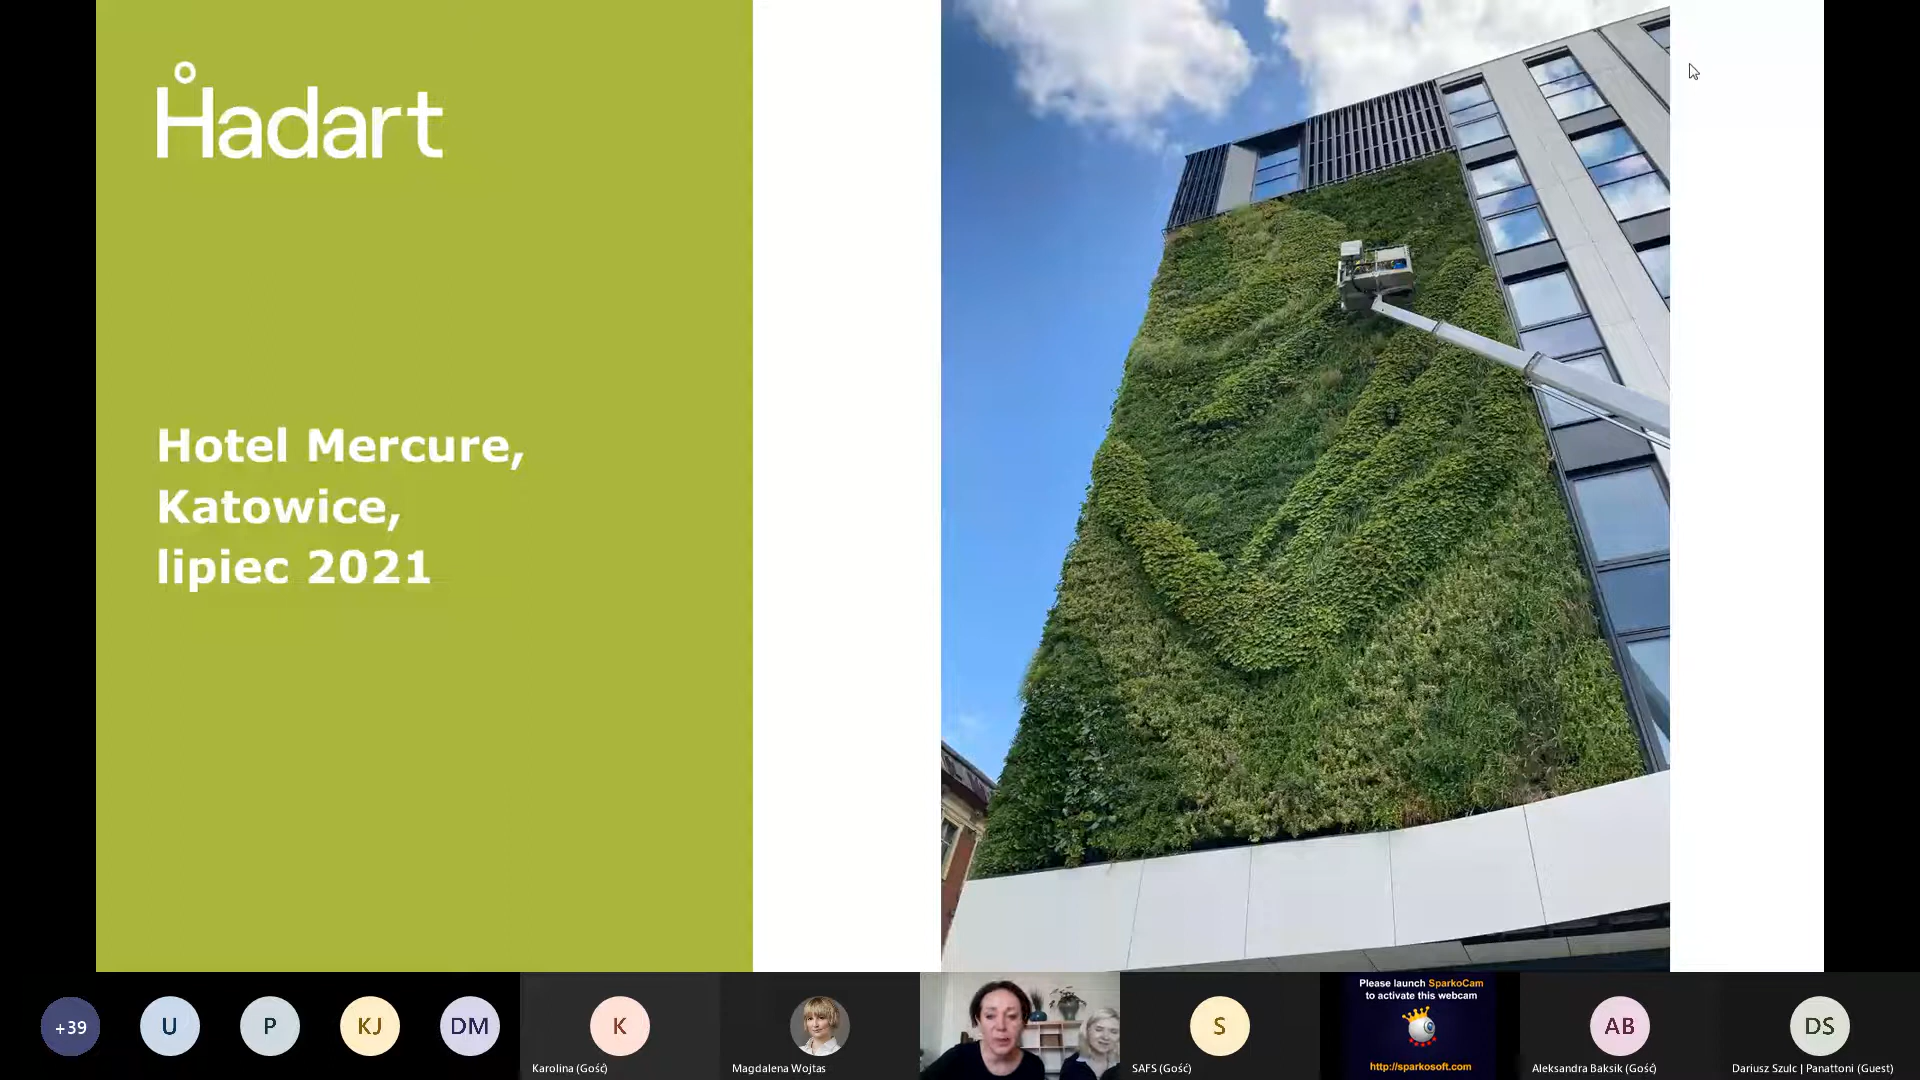 Hadart
Hotel Mercure,
Katowice,
lipiec 2021
+39
U
P
KJ
DM
K
Karolina (Gość)
Magdalena Wojtas
S
SAFS (Gość)
Please launch SparkoCam
to activate this webcam
http://sparkosoft.com
AB
Aleksandra Baksik (Gość)
DS
Dariusz Szulc | Panattoni (Guest)